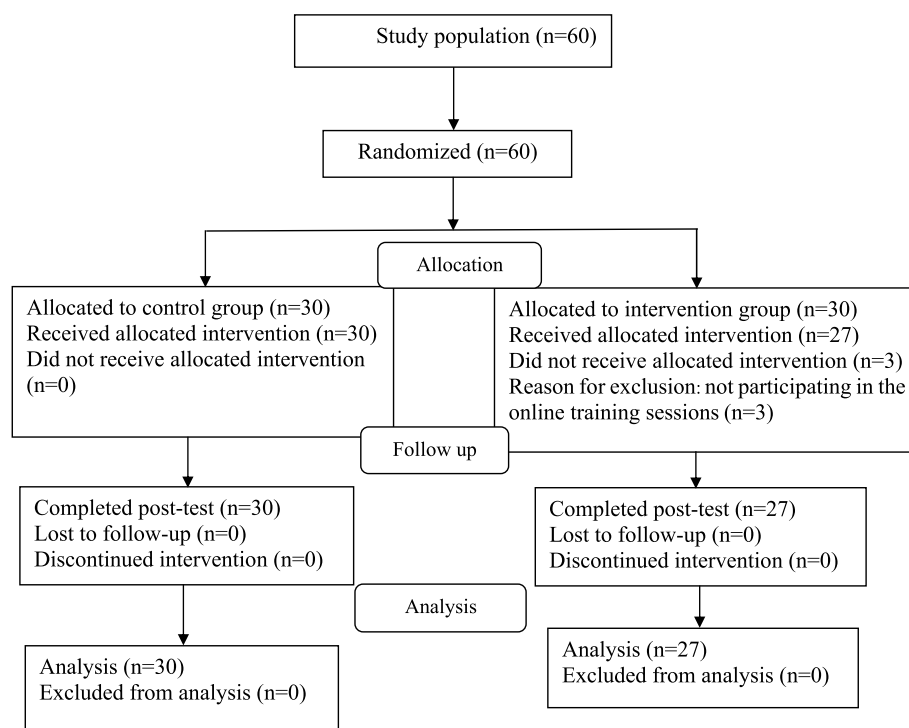 Study population (n=60)
Randomized (n=60)
Allocation
Allocated to control group (n=30)
Received allocated intervention (n=30)
Did not receive allocated intervention
(n=0)
Allocated to intervention group (n=30)
Received allocated intervention (n=27)
Did not receive allocated intervention (n=3)
Reason for exclusion: not participating in the
online training sessions (n=3)
Follow up
Completed post-test (n=30)
Lost to follow-up (n=0)
Discontinued intervention (n=0)
Completed post-test (n=27)
Lost to follow-up (n=0)
Discontinued intervention (n=0)
Analysis
Analysis (n=30)
Excluded from analysis (n=0)
Analysis (n=27)
Excluded from analysis (n=0)